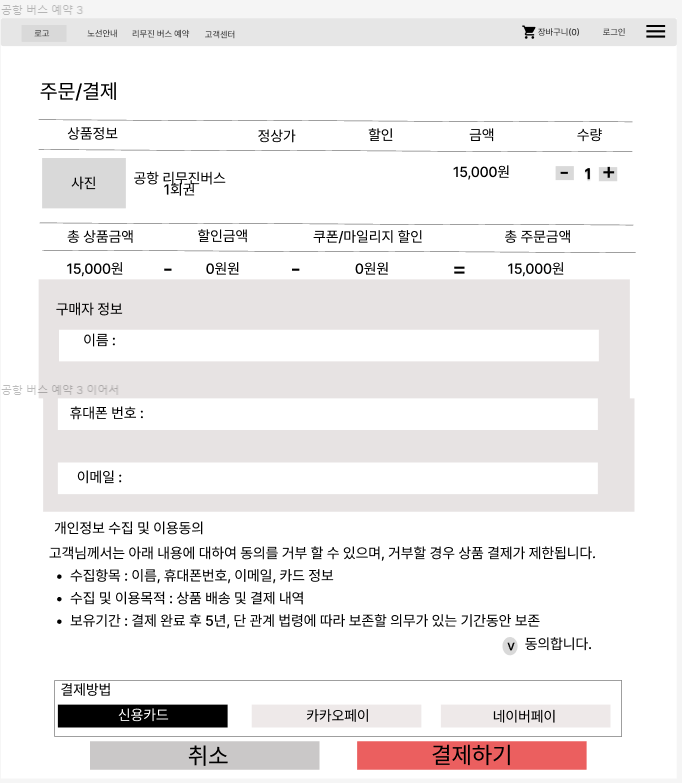 공항 버스 예약 3
로고 노선안내 리무진 버스 예약 고객센터 장바구니(0) 로그인
주문/결제
상품정보 정상가 할인 금액 수량
사진 공항 리무진버스 15,000원 - 1 +
1회권
총 상품금액 할인금액 쿠폰/마일리지 할인 총 주문금액
15,000원 - 0원원 - 0원원 = 15,000원
구매자 정보
이름 :
공항 버스 예약 3 이어서
휴대폰 번호 :
이메일 :
개인정보 수집 및 이용동의
고객님께서는 아래 내용에 대하여 동의를 거부 할 수 있으며, 거부할 경우 상품 결제가 제한됩니다.
• 수집항목 : 이름, 휴대폰번호, 이메일, 카드 정보
• 수집 및 이용목적 : 상품 배송 및 결제 내역
• 보유기간 : 결제 완료 후 5년, 단 관계 법령에 따라 보존할 의무가 있는 기간동안 보존
v 동의합니다.
결제방법
신용카드 카카오페이 네이버페이
취소 결제하기